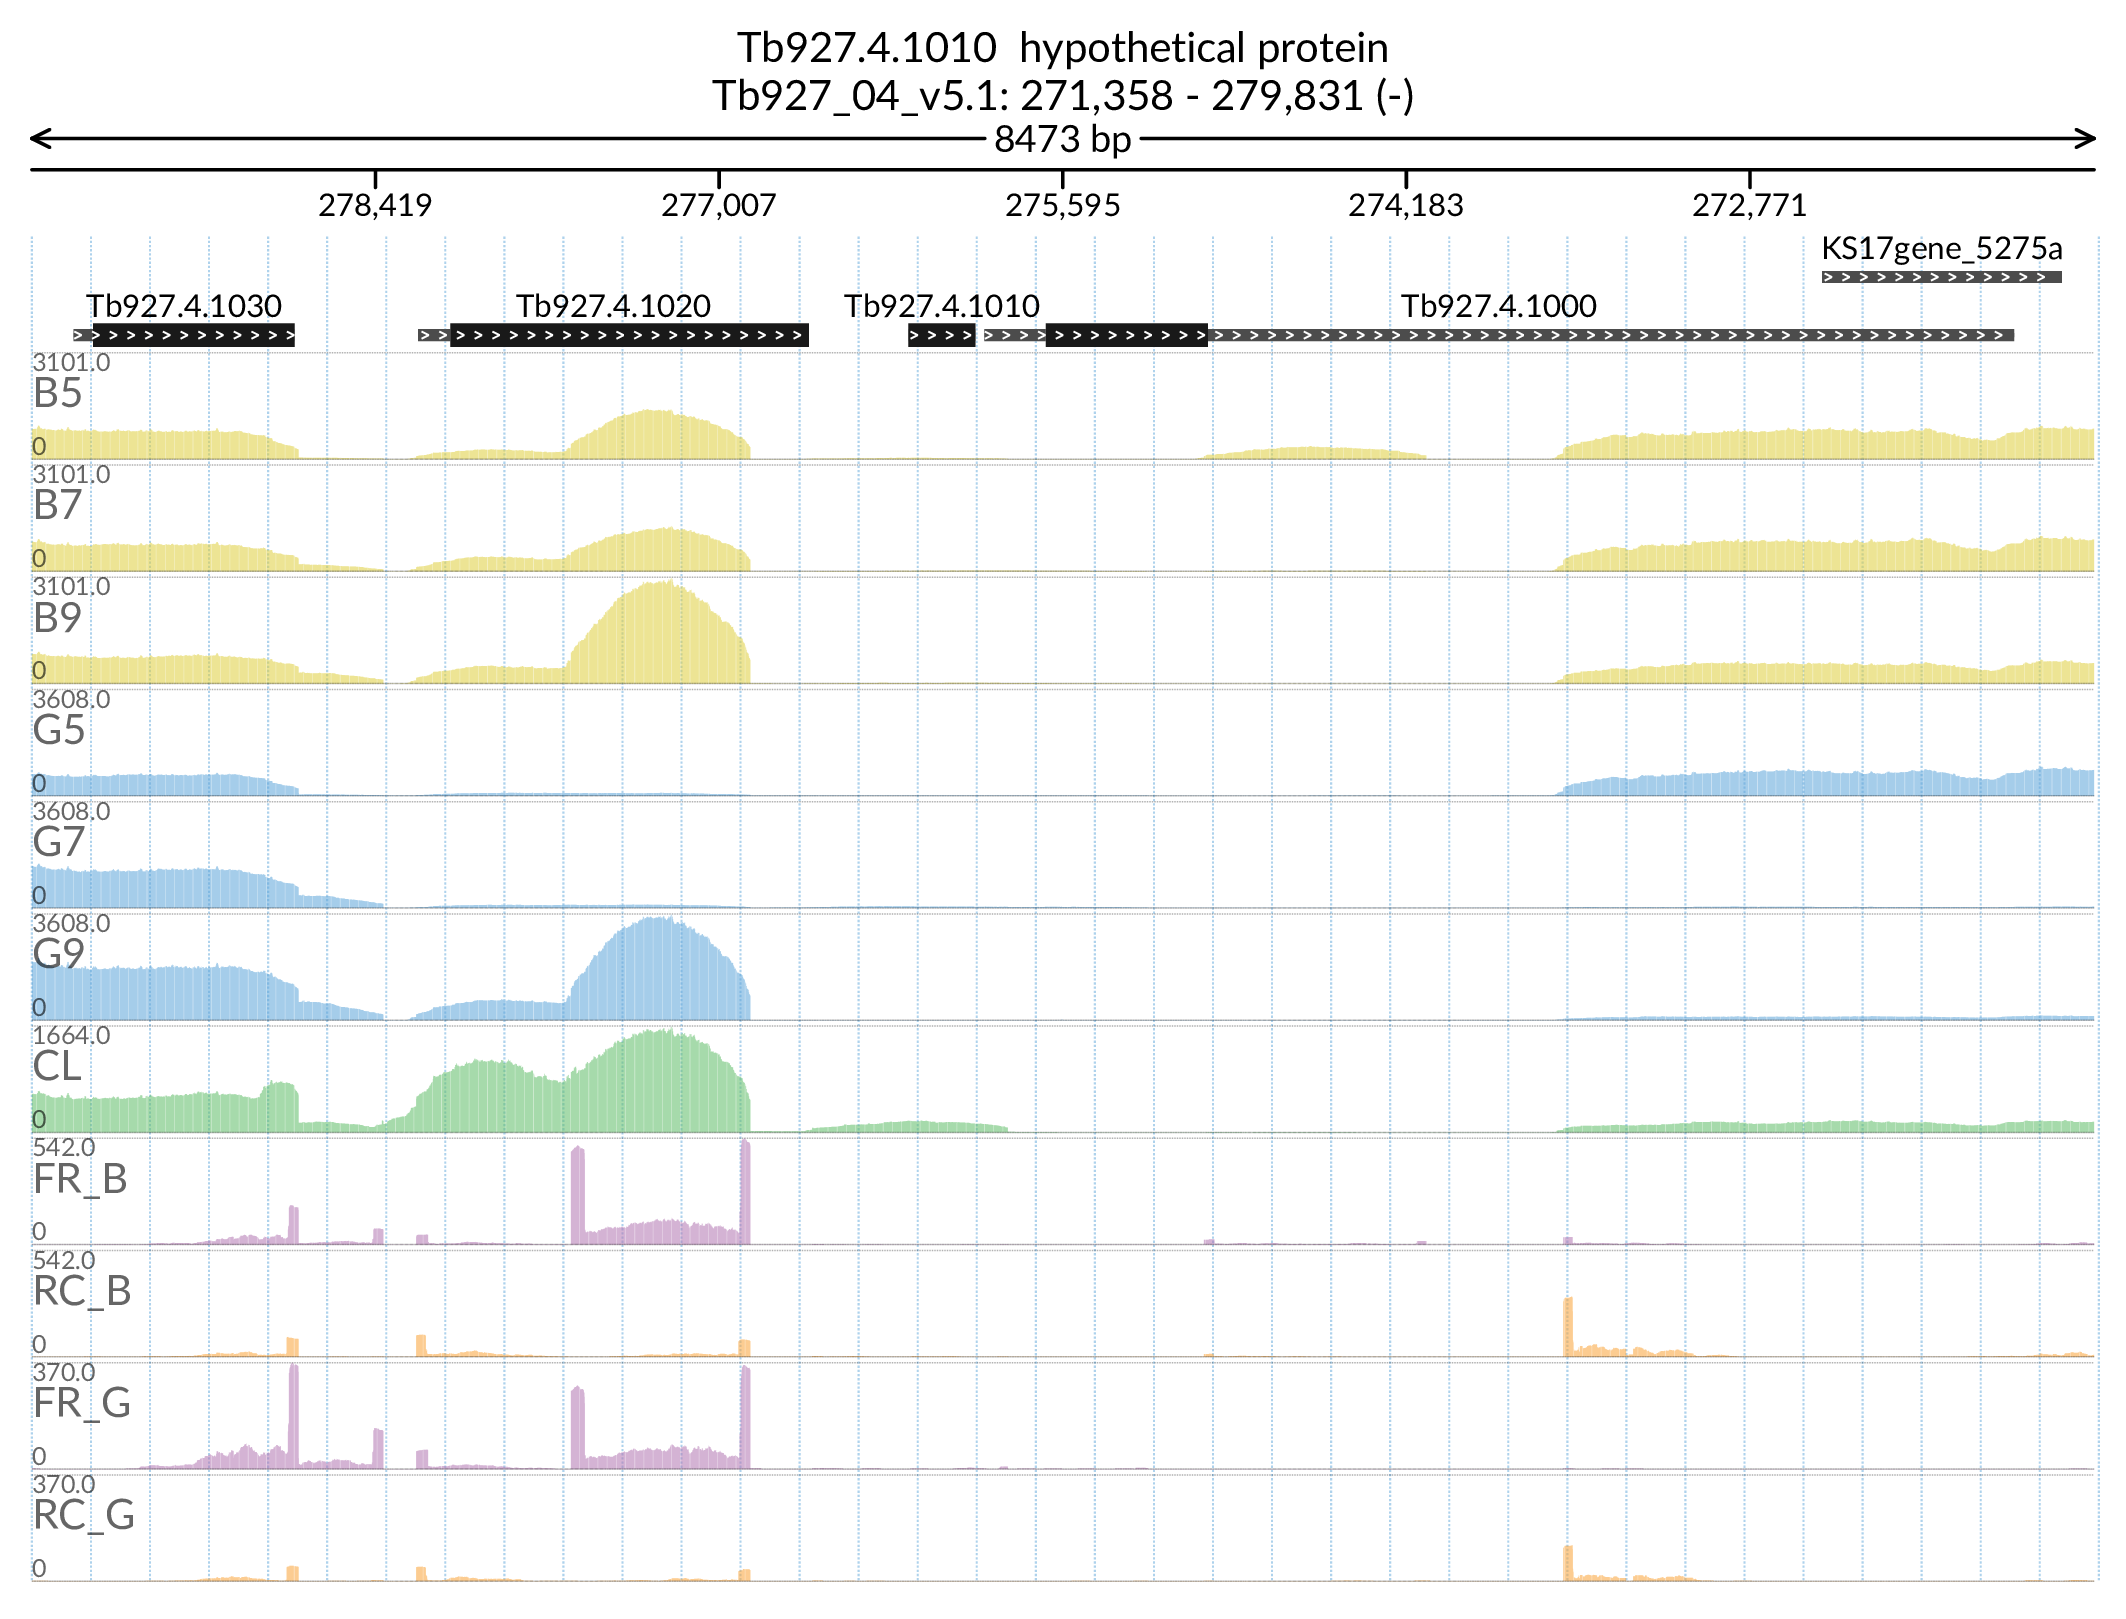 Tb927.4.1010  hypothetical protein
Tb927_04_v5.1: 271,358 - 279,831 (-)
8473 bp
278,419 277,007 275,595 274,183 272,771
KS17gene_5275a
Tb927.4.1030 Tb927.4.1020 Tb927.4.1010 Tb927.4.1000
3101.0
B5
0
3101.0
B7
0
3101.0
B9
0
3608.0
G5
0
3608.0
G7
0
3608.0
G9
0
1664.0
CL
0
542.0
FR_B
0
542.0
RC_B
0
370.0
FR_G
0
370.0
RC_G
0